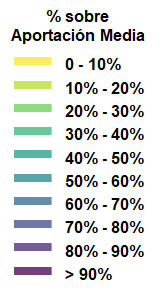 % sobre
Aportación Media
0 - 10%
10% - 20%
20% - 30%
30% - 40%
40% - 50%
50% - 60%
60% - 70%
70% - 80%
80% - 90%
> 90%